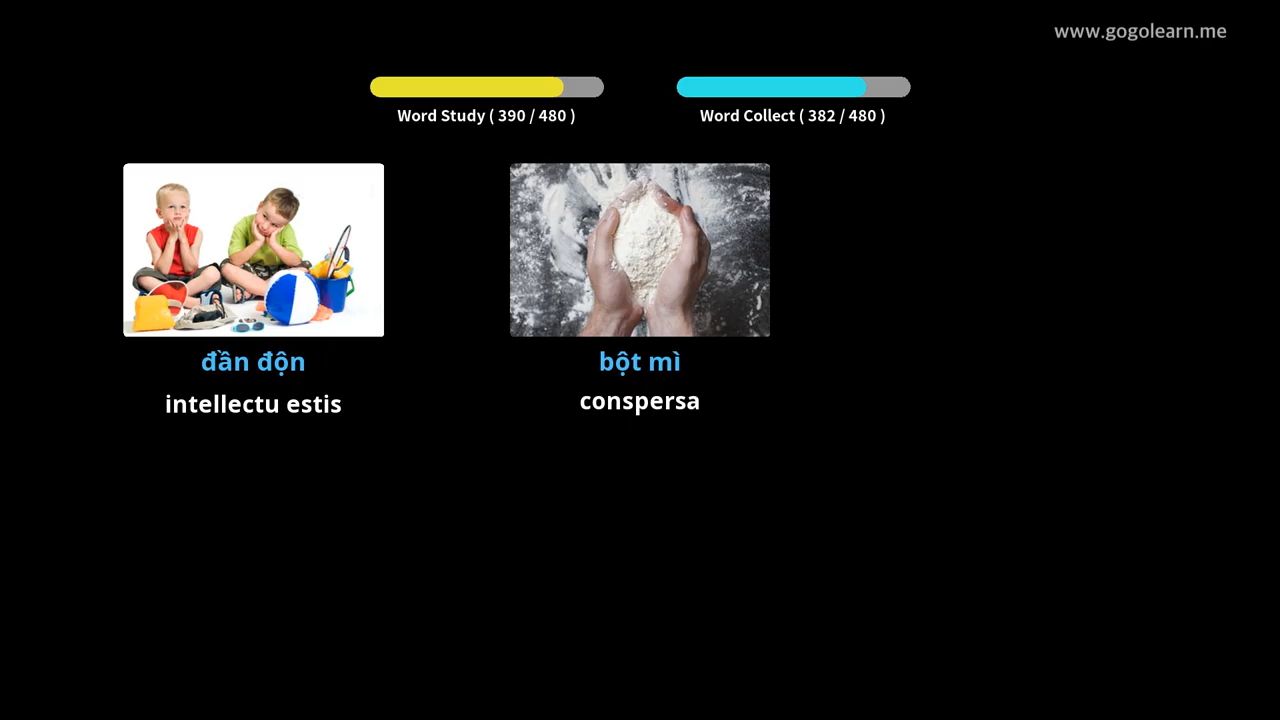 www.gogolearn.me
Word Study ( 390 / 480 )
Word Collect ( 382 / 480 )
đần độn
bột mì
intellectu estis
conspersa